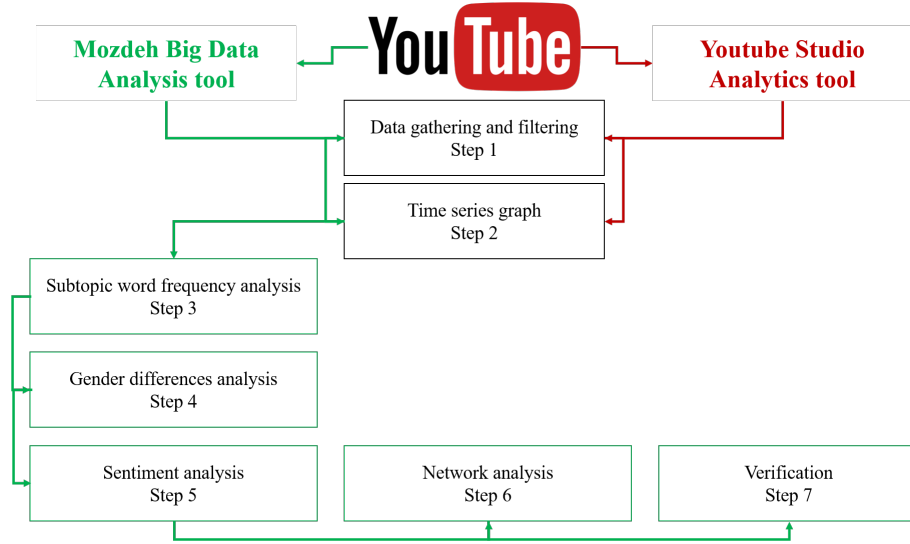 YouTube
Mozdeh Big Data
Analysis tool
Youtube Studio
Analytics tool
Data gathering and filtering
Step 1
Time series graph
Step 2
Subtopic word frequency analysis
Step 3
Gender differences analysis
Step 4
Sentiment analysis
Step 5
Network analysis
Step 6
Verification
Step 7